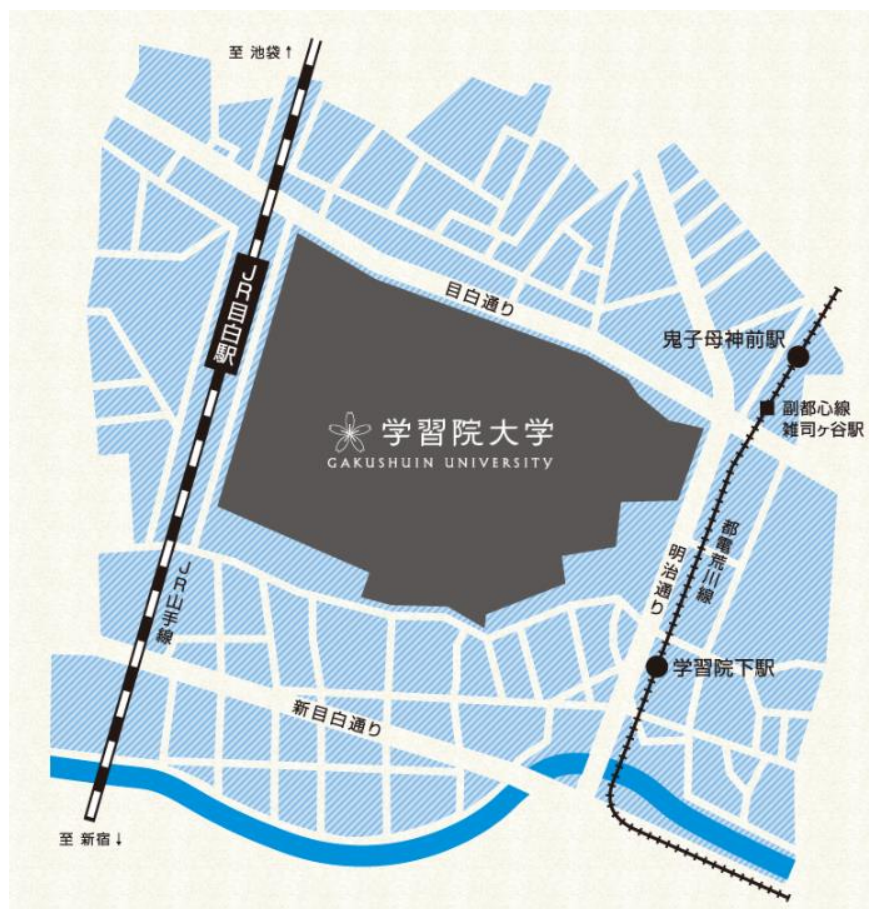 至 池袋↑
JR目白駅
目白通り
鬼子母神前駅
副都心線
雑司ヶ谷駅
学習院大学
GAKUSHUIN UNIVERSITY
都電荒川線
明治通り
JR山手線
学習院下駅
新目白通り
至 新宿↓